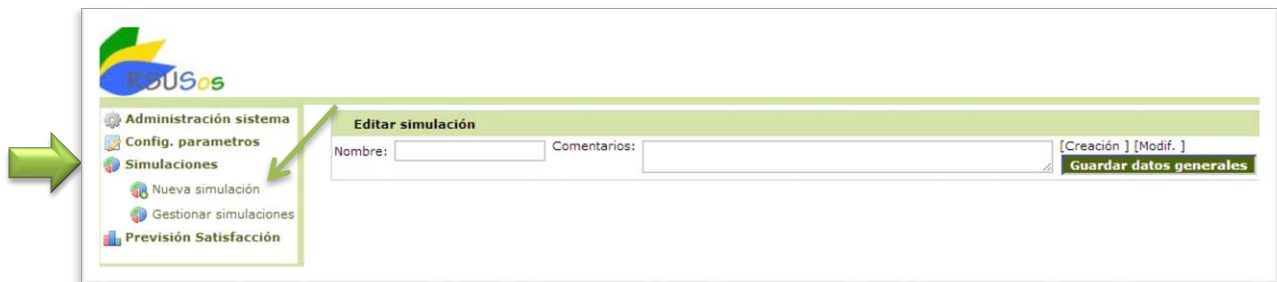 RSUSos
Administración sistema
Config. parametros
Simulaciones
Nueva simulación
Gestionar simulaciones
Previsión Satisfacción
Editar simulación
Nombre: Comentarios: [Creación ] [Modif. ]
Guardar datos generales